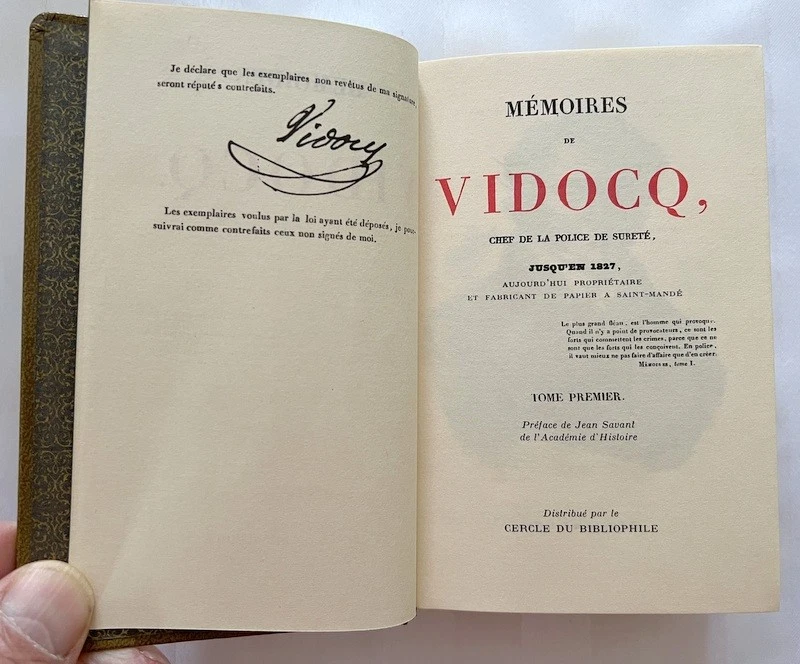 Je déclare que les exemplaires non revêtus de ma signature,
seront réputés contrefaits.
Vidocq
Les exemplaires voulus par la loi ayant été déposés, je pour-
suivrai comme contrefaits ceux non signés de moi.
MÉMOIRES
DE
VIDOCQ,
CHEF DE LA POLICE DE SURETÉ,
JUSQU'EN 1827,
AUJOURD'HUI PROPRIÉTAIRE
ET FABRICANT DE PAPIER A SAINT-MANDÉ
Le plus grand fléau, est l'homme qui provoque.
Quand il n'y a point de provocateurs, ce sont les
forts qui commettent les crimes, parce que ce ne
sont que les forts qui les conçoivent. En police,
il vaut mieux ne pas faire d'affaire que d'en créer.
Mémoires, tome I.
TOME PREMIER.
Préface de Jean Savant
de l'Académie d'Histoire
Distribué par le
CERCLE DU BIBLIOPHILE